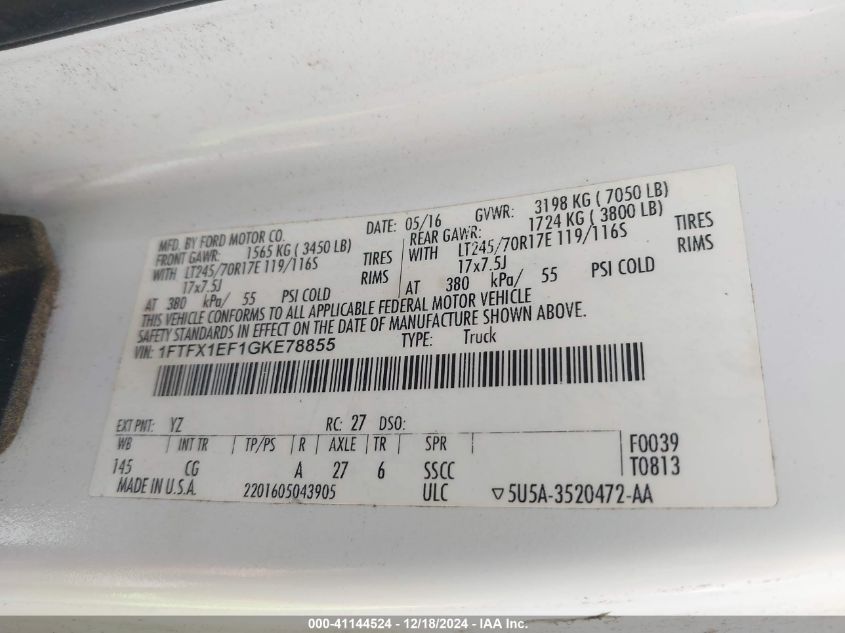 MFD. BY FORD MOTOR CO. DATE: 05/16 GVWR: 3198 KG ( 7050 LB)
FRONT GAWR: 1565 KG ( 3450 LB) REAR GAWR: 1724 KG ( 3800 LB)
WITH LT245/70R17E 119/116S TIRES WITH LT245/70R17E 119/116S TIRES
17x7.5J RIMS 17x7.5J RIMS
AT 380 kPa/ 55 PSI COLD AT 380 kPa/ 55 PSI COLD
THIS VEHICLE CONFORMS TO ALL APPLICABLE FEDERAL MOTOR VEHICLE
SAFETY STANDARDS IN EFFECT ON THE DATE OF MANUFACTURE SHOWN ABOVE.
VIN: 1FTFX1EF1GKE78855 TYPE: Truck
EXT PNT: YZ RC: 27 DSO:
WB INT TR TP/PS R AXLE TR SPR F0039
145 CG A 27 6 SSCC T0813
MADE IN U.S.A. 2201605043905 ULC ▽5U5A-3520472-AA
000-41144524 - 12/18/2024 - IAA Inc.